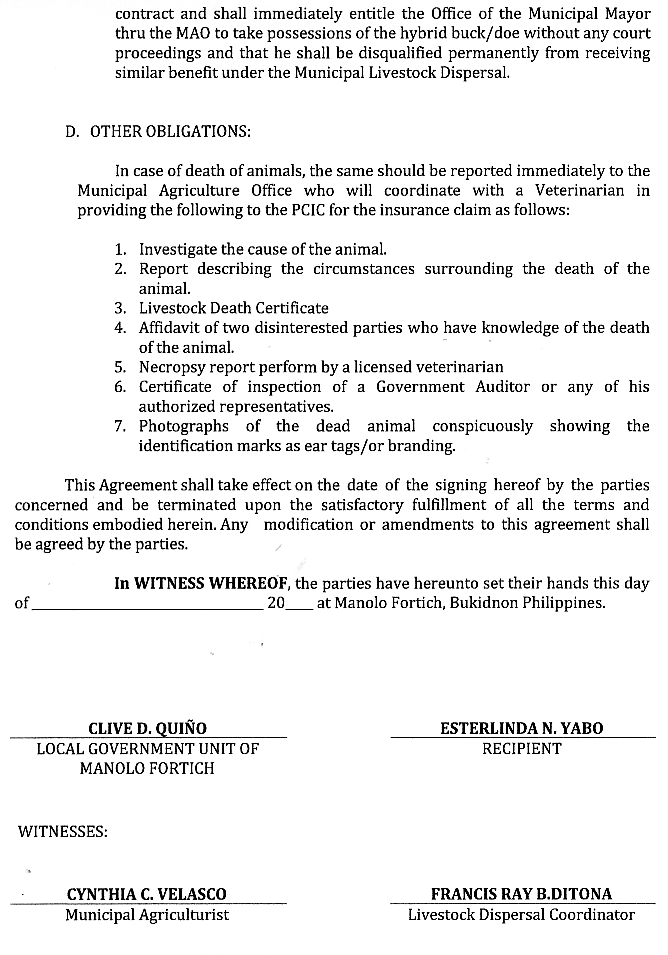 contract and shall immediately entitle the Office of the Municipal Mayor
thru the MAO to take possessions of the hybrid buck/doe without any court
proceedings and that he shall be disqualified permanently from receiving
similar benefit under the Municipal Livestock Dispersal.
D. OTHER OBLIGATIONS:
In case of death of animals, the same should be reported immediately to the
Municipal Agriculture Office who will coordinate with a Veterinarian in
providing the following to the PCIC for the insurance claim as follows:
1. Investigate the cause of the animal.
2. Report describing the circumstances surrounding the death of the
animal.
3. Livestock Death Certificate
4. Affidavit of two disinterested parties who have knowledge of the death
of the animal.
5. Necropsy report perform by a licensed veterinarian
6. Certificate of inspection of a Government Auditor or any of his
authorized representatives.
7. Photographs of the dead animal conspicuously showing the
identification marks as ear tags/or branding.
This Agreement shall take effect on the date of the signing hereof by the parties
concerned and be terminated upon the satisfactory fulfillment of all the terms and
conditions embodied herein. Any modification or amendments to this agreement shall
be agreed by the parties.
In WITNESS WHEREOF, the parties have hereunto set their hands this day
of ________________________ 20___ at Manolo Fortich, Bukidnon Philippines.
CLIVE D. QUIÑO ESTERLINDA N. YABO
LOCAL GOVERNMENT UNIT OF RECIPIENT
MANOLO FORTICH
WITNESSES:
CYNTHIA C. VELASCO FRANCIS RAY B.DITONA
Municipal Agriculturist Livestock Dispersal Coordinator